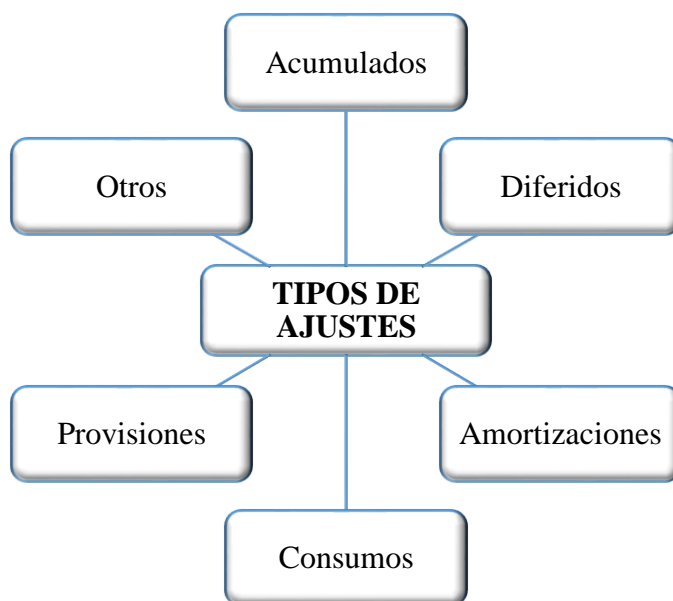 Acumulados
Otros
Diferidos
TIPOS DE
AJUSTES
Provisiones
Amortizaciones
Consumos